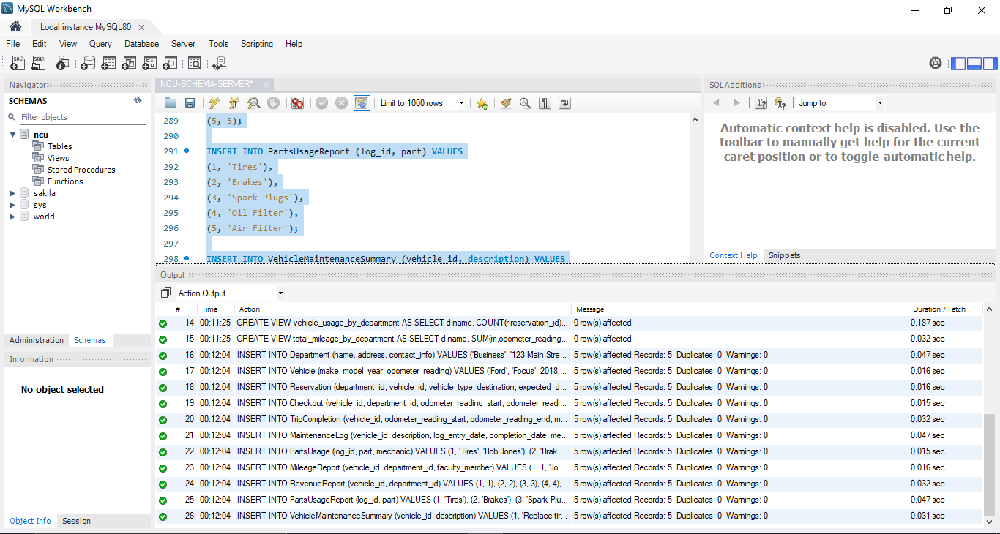 MySQL Workbench
Local instance MySQL80
File Edit View Query Database Server Tools Scripting Help
Navigator
SCHEMAS
Filter objects
ncu
Tables
Views
Stored Procedures
Functions
sakila
sys
world
Administration Schemas
Information
No object selected
Object Info Session
NCU-SCHEMA-SERVER*
Limit to 1000 rows
289 (5, 5);
290
291 INSERT INTO PartsUsageReport (log_id, part) VALUES
292 (1, 'Tires'),
293 (2, 'Brakes'),
294 (3, 'Spark Plugs'),
295 (4, 'Oil Filter'),
296 (5, 'Air Filter');
297
298 INSERT INTO VehicleMaintenanceSummary (vehicle_id, description) VALUES
SQLAdditions
Jump to
Automatic context help is disabled. Use the
toolbar to manually get help for the current
caret position or to toggle automatic help.
Context Help Snippets
Output
Action Output
# Time Action Message Duration / Fetch
14 00:11:25 CREATE VIEW vehicle_usage_by_department AS SELECT d.name, COUNT(r.reservation_id)... 0 row(s) affected 0.187 sec
15 00:11:25 CREATE VIEW total_mileage_by_department AS SELECT d.name, SUM(m.odometer_reading... 0 row(s) affected 0.032 sec
16 00:12:04 INSERT INTO Department (name, address, contact_info) VALUES ('Business', '123 Main Stre... 5 row(s) affected Records: 5 Duplicates: 0 Warnings: 0 0.047 sec
17 00:12:04 INSERT INTO Vehicle (make, model, year, odometer_reading) VALUES ('Ford', 'Focus', 2018,... 5 row(s) affected Records: 5 Duplicates: 0 Warnings: 0 0.016 sec
18 00:12:04 INSERT INTO Reservation (department_id, vehicle_id, vehicle_type, destination, expected_d... 5 row(s) affected Records: 5 Duplicates: 0 Warnings: 0 0.016 sec
19 00:12:04 INSERT INTO Checkout (vehicle_id, department_id, odometer_reading_start, odometer_readi... 5 row(s) affected Records: 5 Duplicates: 0 Warnings: 0 0.015 sec
20 00:12:04 INSERT INTO TripCompletion (vehicle_id, odometer_reading_start, odometer_reading_end, m... 5 row(s) affected Records: 5 Duplicates: 0 Warnings: 0 0.032 sec
21 00:12:04 INSERT INTO MaintenanceLog (vehicle_id, description, log_entry_date, completion_date, me... 5 row(s) affected Records: 5 Duplicates: 0 Warnings: 0 0.047 sec
22 00:12:04 INSERT INTO PartsUsage (log_id, part, mechanic) VALUES (1, 'Tires', 'Bob Jones'), (2, 'Brak... 5 row(s) affected Records: 5 Duplicates: 0 Warnings: 0 0.015 sec
23 00:12:04 INSERT INTO MileageReport (vehicle_id, department_id, faculty_member) VALUES (1, 1, 'Jo... 5 row(s) affected Records: 5 Duplicates: 0 Warnings: 0 0.016 sec
24 00:12:04 INSERT INTO RevenueReport (vehicle_id, department_id) VALUES (1, 1), (2, 2), (3, 3), (4, 4),... 5 row(s) affected Records: 5 Duplicates: 0 Warnings: 0 0.032 sec
25 00:12:04 INSERT INTO PartsUsageReport (log_id, part) VALUES (1, 'Tires'), (2, 'Brakes'), (3, 'Spark Plu... 5 row(s) affected Records: 5 Duplicates: 0 Warnings: 0 0.047 sec
26 00:12:04 INSERT INTO VehicleMaintenanceSummary (vehicle_id, description) VALUES (1, 'Replace tir... 5 row(s) affected Records: 5 Duplicates: 0 Warnings: 0 0.031 sec